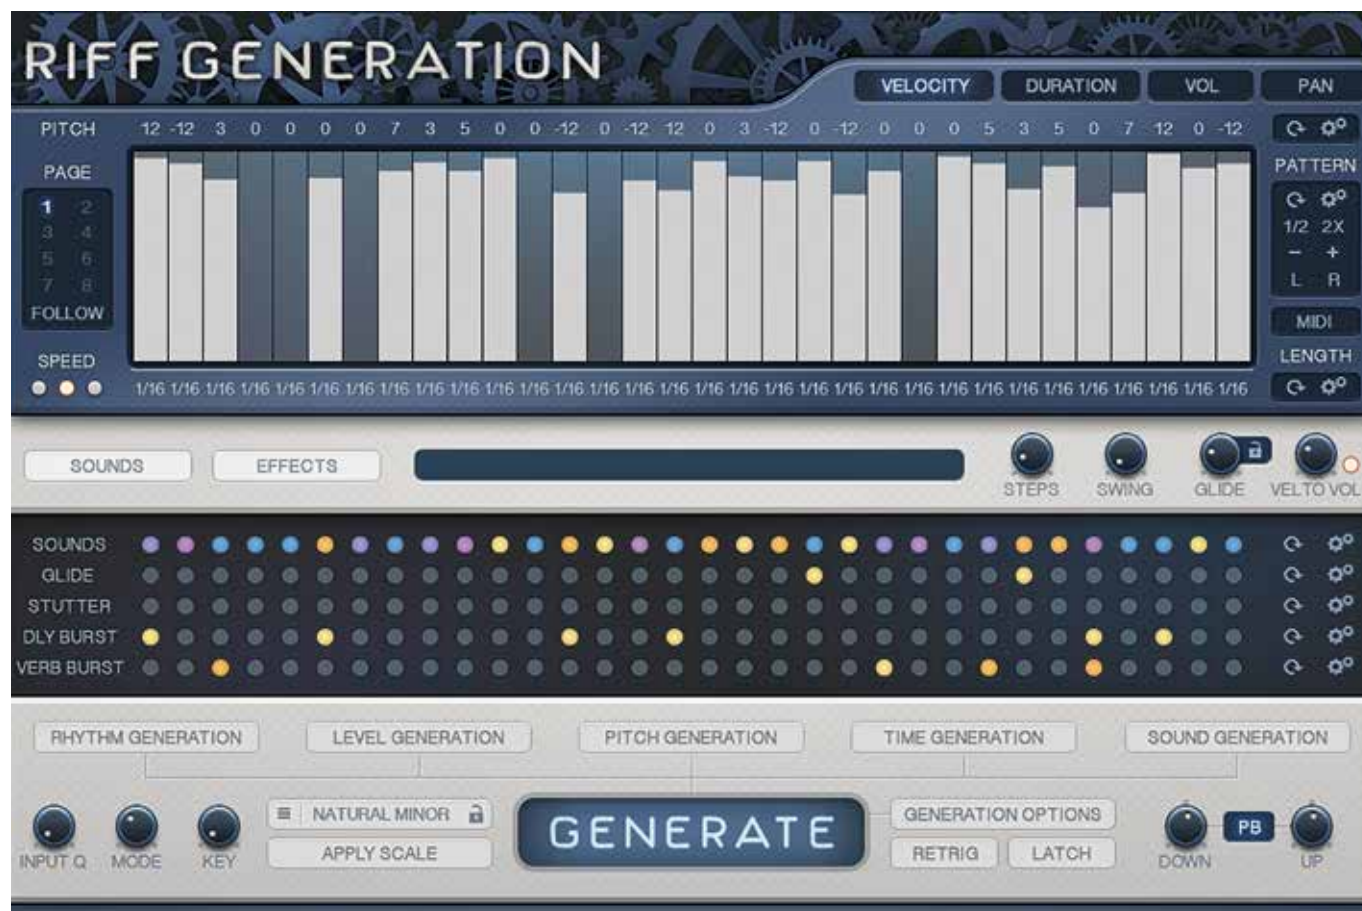 RIFF GENERATION
VELOCITY DURATION VOL PAN
PITCH 12 -12 3 0 0 0 0 7 3 5 0 0 -12 0 -12 12 0 3 -12 0 -12 0 0 0 5 3 5 0 7 12 0 -12
PAGE
PATTERN
1 2
3 4
5 6
7 8
FOLLOW
1/2 2X
− +
L R
MIDI
SPEED
LENGTH
1/16 1/16 1/16 1/16 1/16 1/16 1/16 1/16 1/16 1/16 1/16 1/16 1/16 1/16 1/16 1/16 1/16 1/16 1/16 1/16 1/16 1/16 1/16 1/16 1/16 1/16 1/16 1/16 1/16 1/16 1/16 1/16
SOUNDS EFFECTS
STEPS SWING GLIDE VEL TO VOL
SOUNDS
GLIDE
STUTTER
DLY BURST
VERB BURST
RHYTHM GENERATION LEVEL GENERATION PITCH GENERATION TIME GENERATION SOUND GENERATION
INPUT Q MODE KEY
NATURAL MINOR
APPLY SCALE
GENERATE
GENERATION OPTIONS
RETRIG LATCH
DOWN PB UP